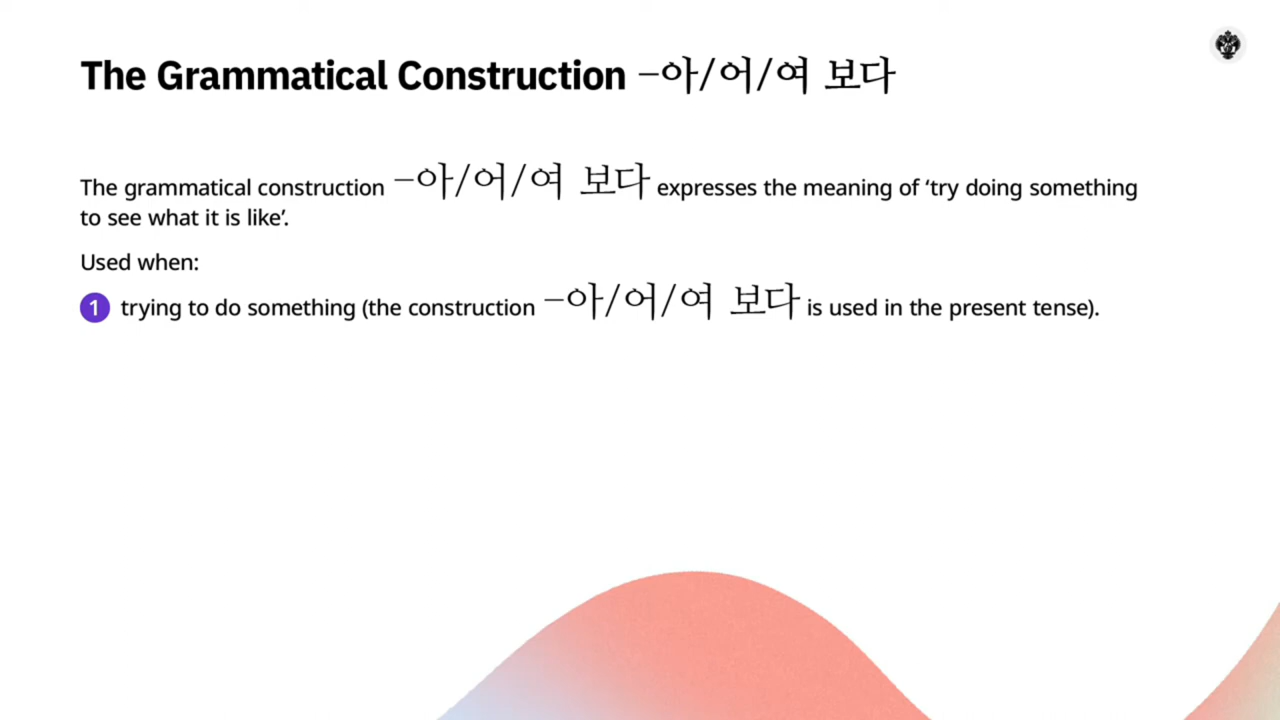 The Grammatical Construction –아/어/여 보다
The grammatical construction –아/어/여 보다 expresses the meaning of ‘try doing something
to see what it is like’.
Used when:
1 trying to do something (the construction –아/어/여 보다 is used in the present tense).